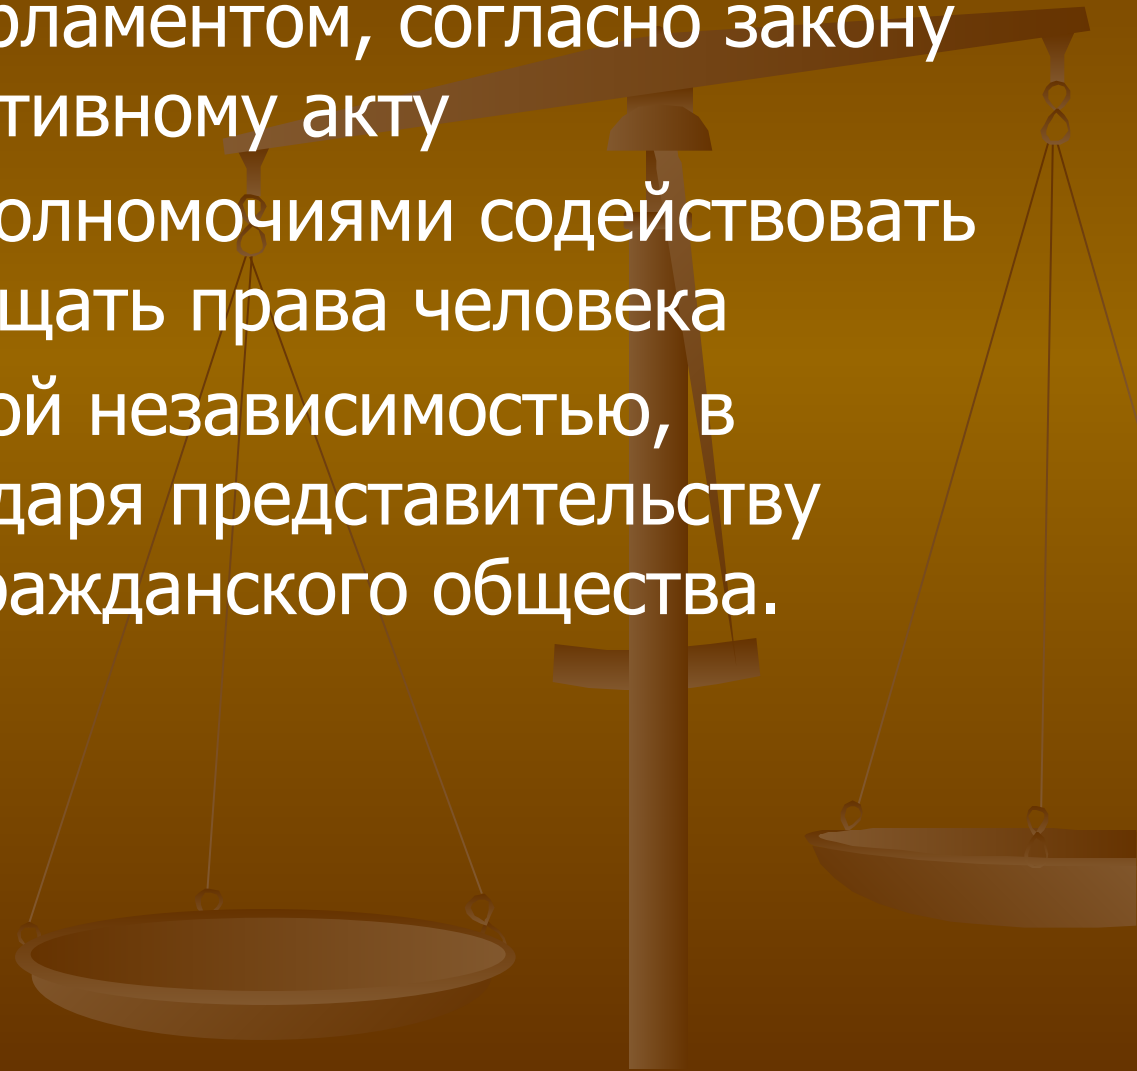 рламентом, согласно закону
тивному акту
олномочиями содействовать
щать права человека
ой независимостью, в
даря представительству
ражданского общества.